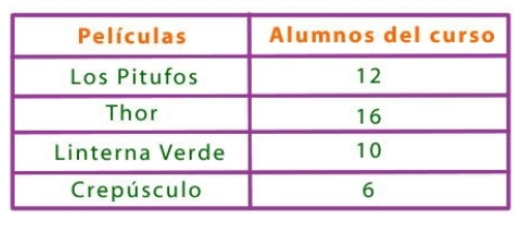 Películas Alumnos del curso
Los Pitufos 12
Thor 16
Linterna Verde 10
Crepúsculo 6